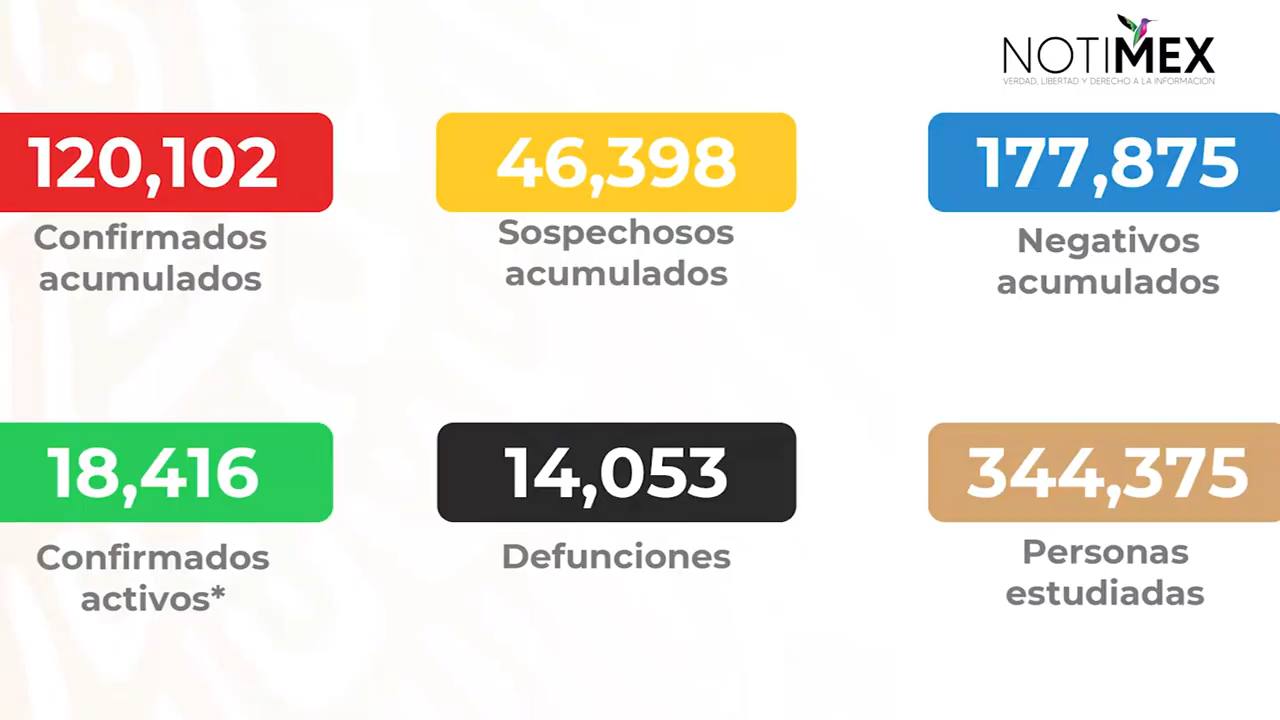 NOTIMEX
VERDAD, LIBERTAD Y DERECHO A LA INFORMACION
120,102
Confirmados
acumulados
46,398
Sospechosos
acumulados
177,875
Negativos
acumulados
18,416
Confirmados
activos*
14,053
Defunciones
344,375
Personas
estudiadas